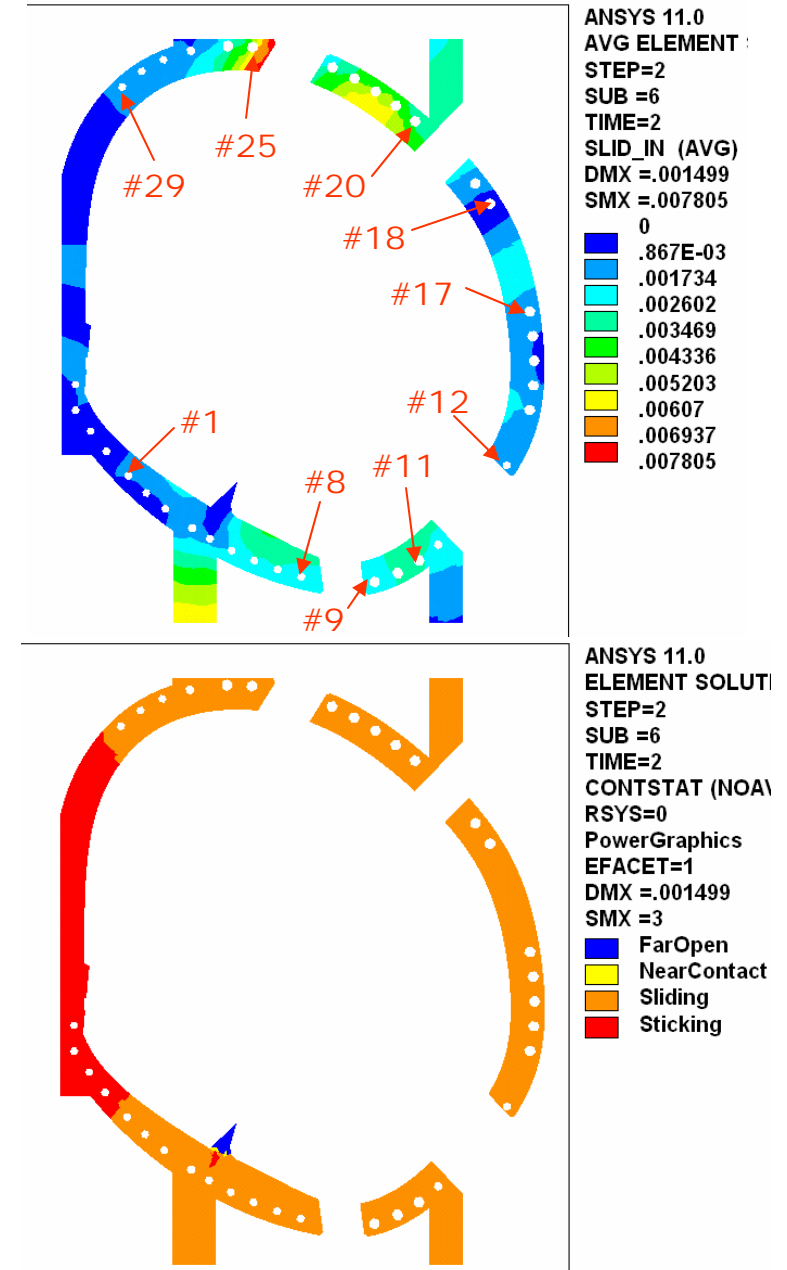 ANSYS 11.0
AVG ELEMENT
STEP=2
SUB =6
TIME=2
SLID_IN (AVG)
DMX =.001499
SMX =.007805
0
.867E-03
.001734
.002602
.003469
.004336
.005203
.00607
.006937
.007805
#25
#29
#20
#18
#17
#12
#1
#11
#8
#9
ANSYS 11.0
ELEMENT SOLUTI
STEP=2
SUB =6
TIME=2
CONTSTAT (NOAV
RSYS=0
PowerGraphics
EFACET=1
DMX =.001499
SMX =3
FarOpen
NearContact
Sliding
Sticking